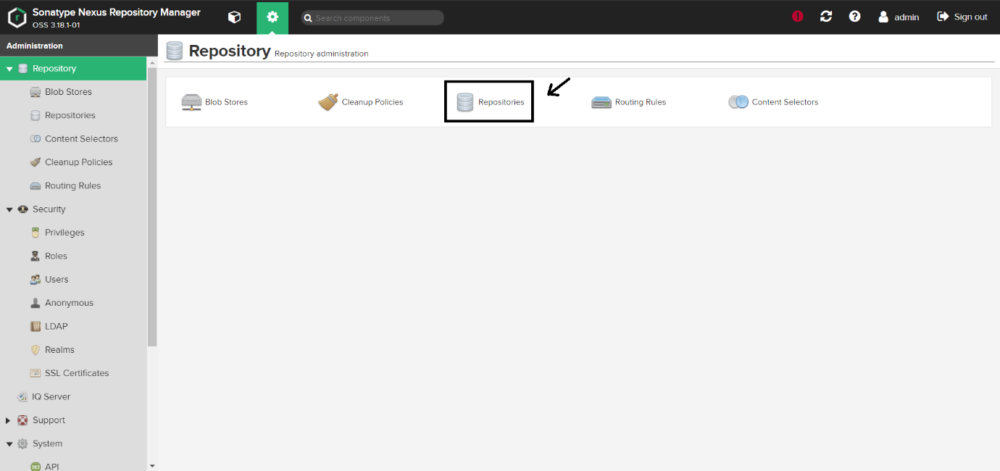 Sonatype Nexus Repository Manager
OSS 3.18.1-01
Search components
admin
Sign out
Administration
Repository
Blob Stores
Repositories
Content Selectors
Cleanup Policies
Routing Rules
Security
Privileges
Roles
Users
Anonymous
LDAP
Realms
SSL Certificates
IQ Server
Support
System
API
Repository Repository administration
Blob Stores
Cleanup Policies
Repositories
Routing Rules
Content Selectors